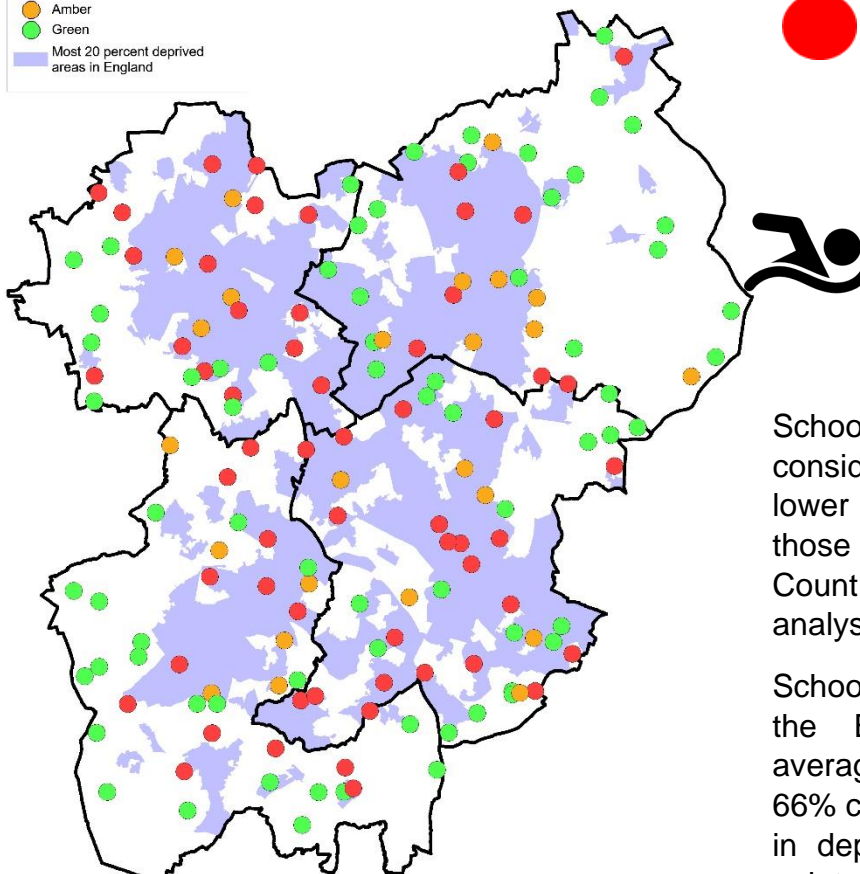 Amber
Green
Most 20 percent deprived
areas in England
Schoo
consid
lower
those
Count
analys
Schoo
the E
averag
66% c
in dep